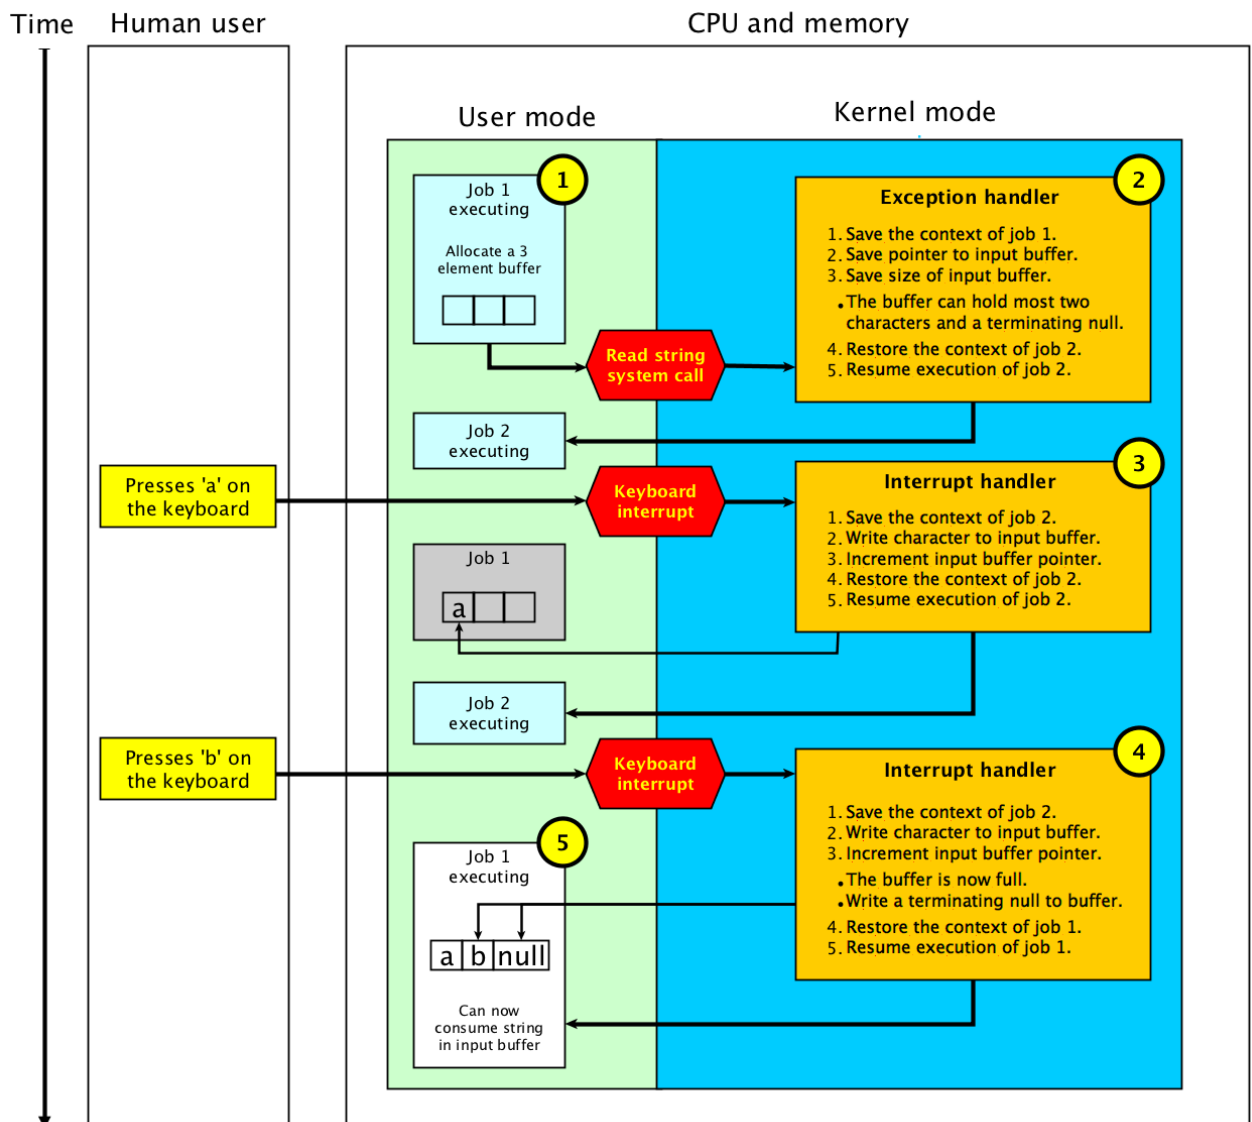 Time
Human user
CPU and memory
User mode
Kernel mode
1
Job 1
executing
Allocate a 3
element buffer
2
Exception handler
1. Save the context of job 1.
2. Save pointer to input buffer.
3. Save size of input buffer.
• The buffer can hold most two
characters and a terminating null.
4. Restore the context of job 2.
5. Resume execution of job 2.
Read string
system call
Job 2
executing
Presses 'a' on
the keyboard
Keyboard
interrupt
3
Interrupt handler
1. Save the context of job 2.
2. Write character to input buffer.
3. Increment input buffer pointer.
4. Restore the context of job 2.
5. Resume execution of job 2.
Job 1
a
Job 2
executing
Presses 'b' on
the keyboard
Keyboard
interrupt
4
Interrupt handler
1. Save the context of job 2.
2. Write character to input buffer.
3. Increment input buffer pointer.
• The buffer is now full.
• Write a terminating null to buffer.
4. Restore the context of job 1.
5. Resume execution of job 1.
5
Job 1
executing
a b null
Can now
consume string
in input buffer